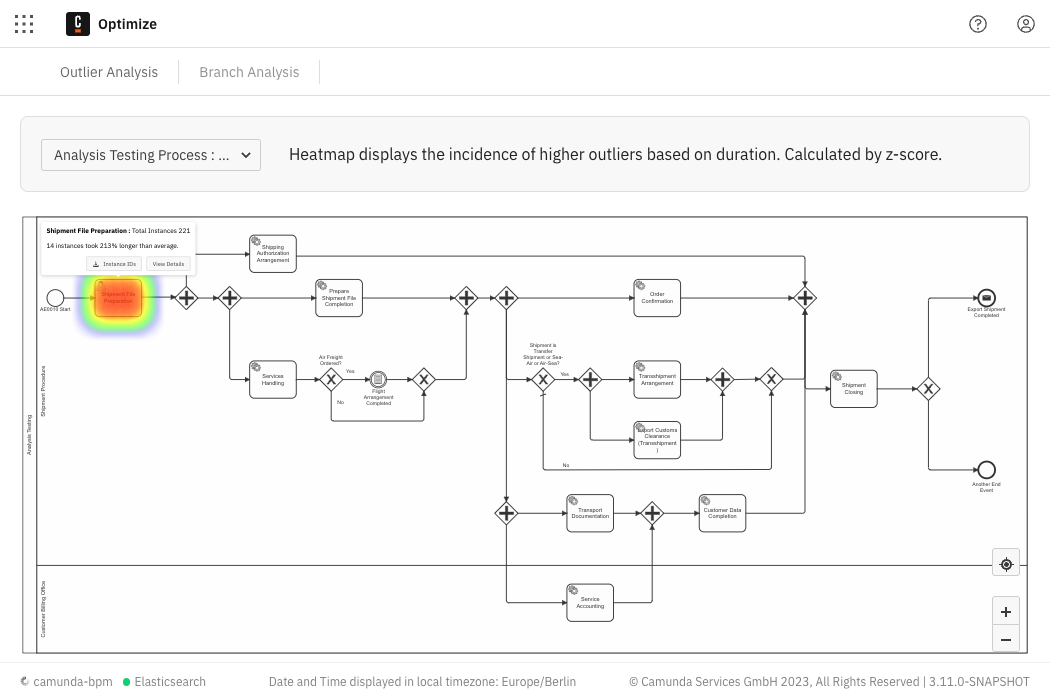 C Optimize
Outlier Analysis
Branch Analysis
Analysis Testing Process : ...
Heatmap displays the incidence of higher outliers based on duration. Calculated by z-score.
Shipment File Preparation : Total Instances 221
14 instances took 213% longer than average.
Instance IDs
View Details
Shipping
Authorization
Arrangement
Shipment File
Preparation
AE0010 Start
Prepare
Shipment File
Completion
Order
Confirmation
Export Shipment
Completed
Air Freight
Ordered?
Yes
No
Services
Handling
Flight
Arrangement
Completed
Shipment is
Transfer
Shipment or Sea-
Air or Air-Sea?
Yes
No
Transshipment
Arrangement
Export Customs
Clearance
(Transshipment
)
Shipment
Closing
Another End
Event
Transport
Documentation
Customer Data
Completion
Service
Accounting
Analysis Testing
Shipment Procedure
Customer Billing Office
camunda-bpm
Elasticsearch
Date and Time displayed in local timezone: Europe/Berlin
© Camunda Services GmbH 2023, All Rights Reserved | 3.11.0-SNAPSHOT